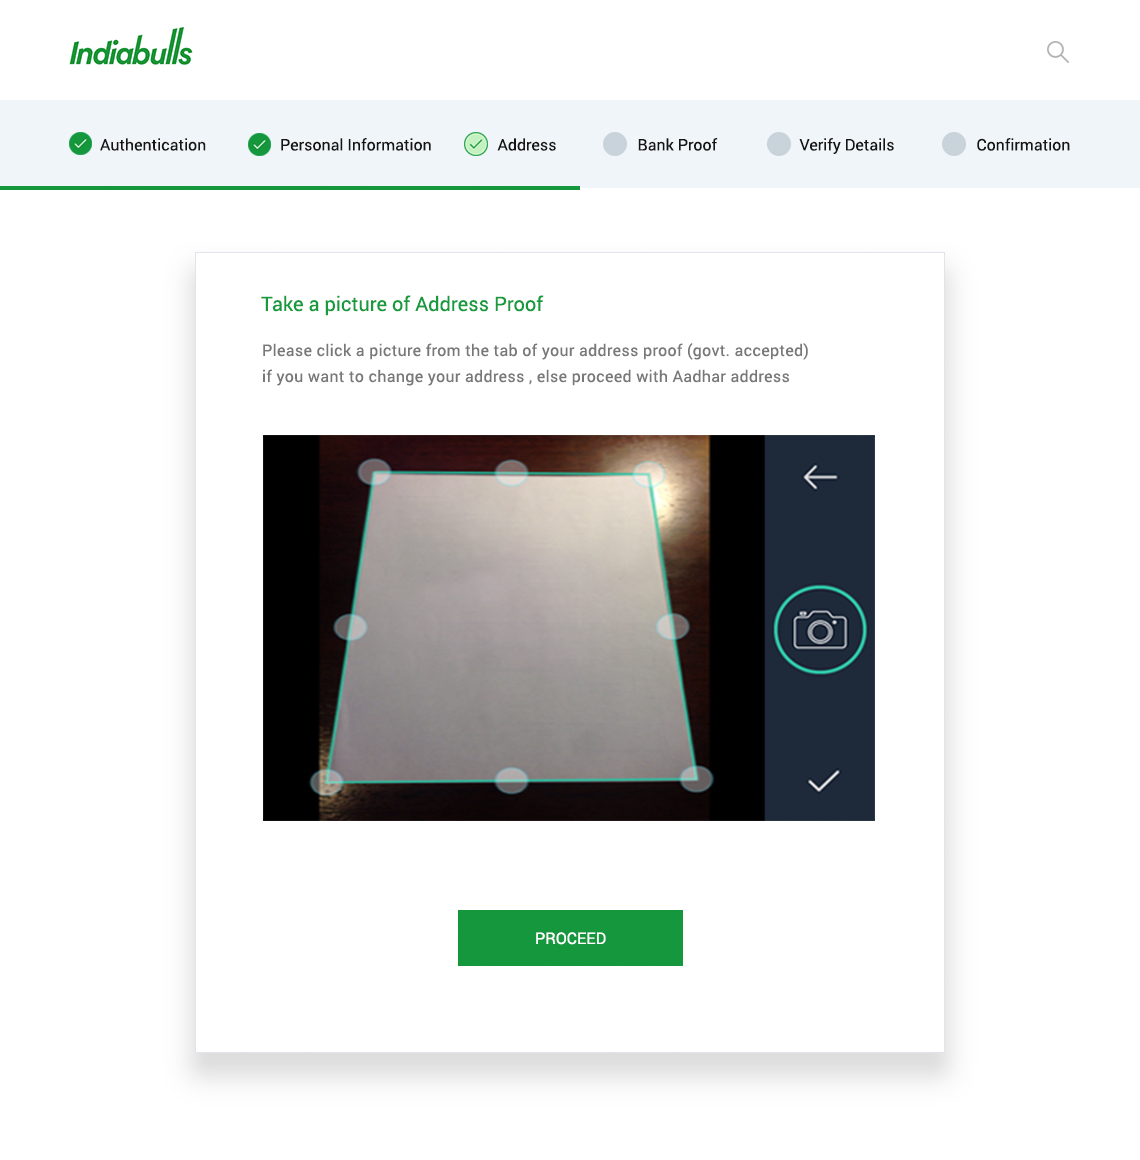 Indiabulls
Authentication
Personal Information
Address
Bank Proof
Verify Details
Confirmation
Take a picture of Address Proof
Please click a picture from the tab of your address proof (govt. accepted)
if you want to change your address , else proceed with Aadhar address
PROCEED